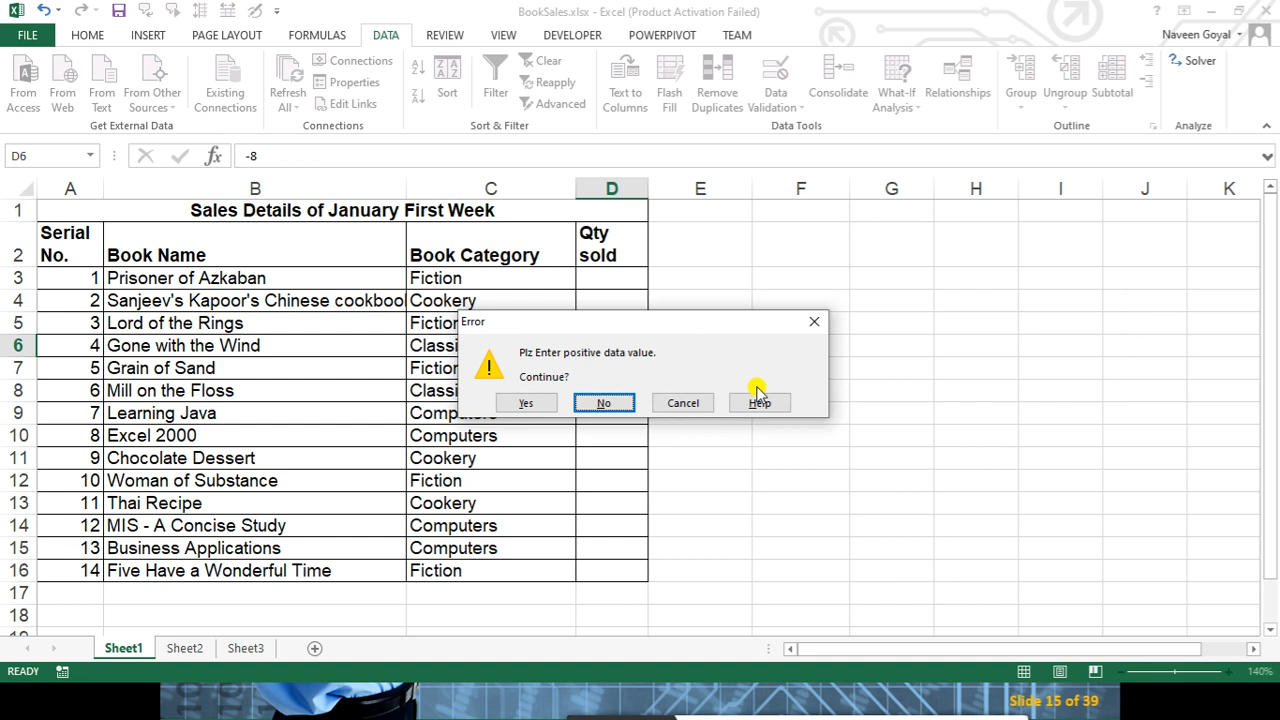 BookSales.xlsx - Excel (Product Activation Failed)
FILE HOME INSERT PAGE LAYOUT FORMULAS DATA REVIEW VIEW DEVELOPER POWERPIVOT TEAM Naveen Goyal
From Access
From Web
From Text
From Other Sources
Existing Connections
Get External Data
Refresh All
Connections
Properties
Edit Links
Connections
Sort
Filter
Clear
Reapply
Advanced
Sort & Filter
Text to Columns
Flash Fill
Remove Duplicates
Data Validation
Consolidate
What-If Analysis
Relationships
Data Tools
Group
Ungroup
Subtotal
Outline
Solver
Analyze
D6 fx -8
A B C D E F G H I J K
1 Sales Details of January First Week
2 Serial No. Book Name Book Category Qty sold
3 1 Prisoner of Azkaban Fiction
4 2 Sanjeev's Kapoor's Chinese cookboo Cookery
5 3 Lord of the Rings Fiction
6 4 Gone with the Wind Classi
7 5 Grain of Sand Fiction
8 6 Mill on the Floss Classi
9 7 Learning Java Computers
10 8 Excel 2000 Computers
11 9 Chocolate Dessert Cookery
12 10 Woman of Substance Fiction
13 11 Thai Recipe Cookery
14 12 MIS - A Concise Study Computers
15 13 Business Applications Computers
16 14 Five Have a Wonderful Time Fiction
17
18
Error
Plz Enter positive data value.
Continue?
Yes No Cancel Help
Sheet1 Sheet2 Sheet3
READY 140%
Slide 15 of 39